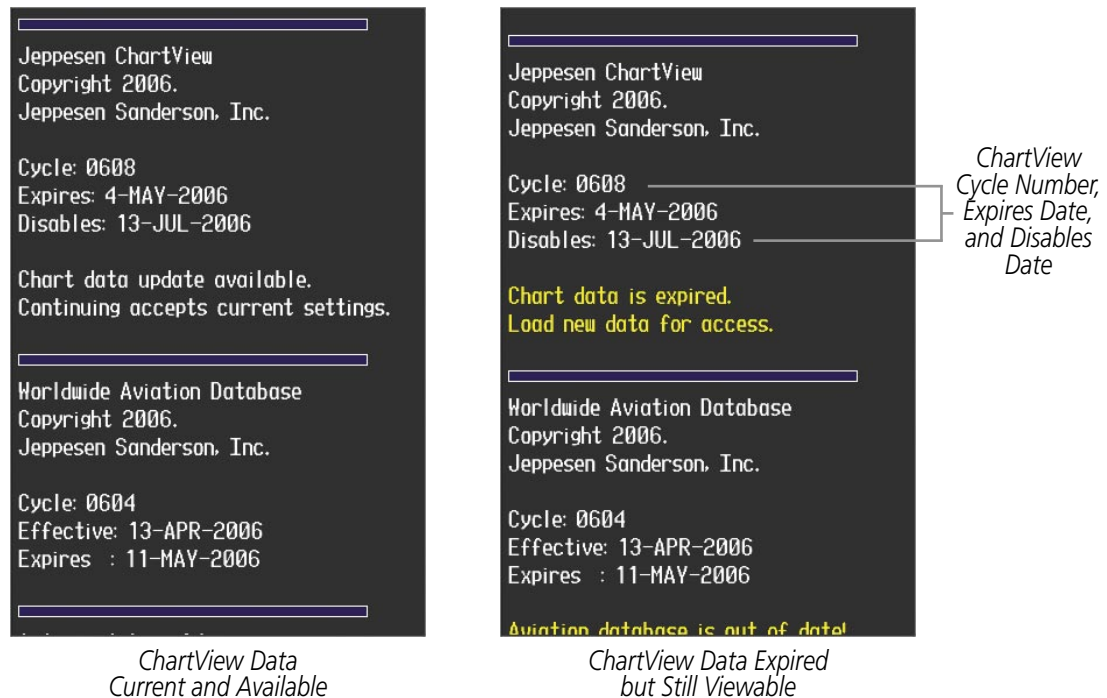 Jeppesen ChartView
Copyright 2006.
Jeppesen Sanderson, Inc.
Cycle: 0608
Expires: 4-MAY-2006
Disables: 13-JUL-2006
Chart data update available.
Continuing accepts current settings.
Worldwide Aviation Database
Copyright 2006.
Jeppesen Sanderson, Inc.
Cycle: 0604
Effective: 13-APR-2006
Expires : 11-MAY-2006
ChartView Data
Current and Available
Jeppesen ChartView
Copyright 2006.
Jeppesen Sanderson, Inc.
Cycle: 0608
Expires: 4-MAY-2006
Disables: 13-JUL-2006
Chart data is expired.
Load new data for access.
Worldwide Aviation Database
Copyright 2006.
Jeppesen Sanderson, Inc.
Cycle: 0604
Effective: 13-APR-2006
Expires : 11-MAY-2006
Aviation database is out of date!
ChartView Data Expired
but Still Viewable
ChartView
Cycle Number,
Expires Date,
and Disables
Date